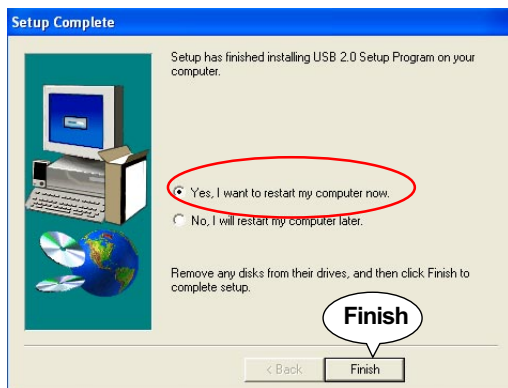 Setup Complete
Setup has finished installing USB 2.0 Setup Program on your
computer.
Yes, I want to restart my computer now.
No, I will restart my computer later.
Remove any disks from their drives, and then click Finish to
complete setup.
Finish
< Back Finish